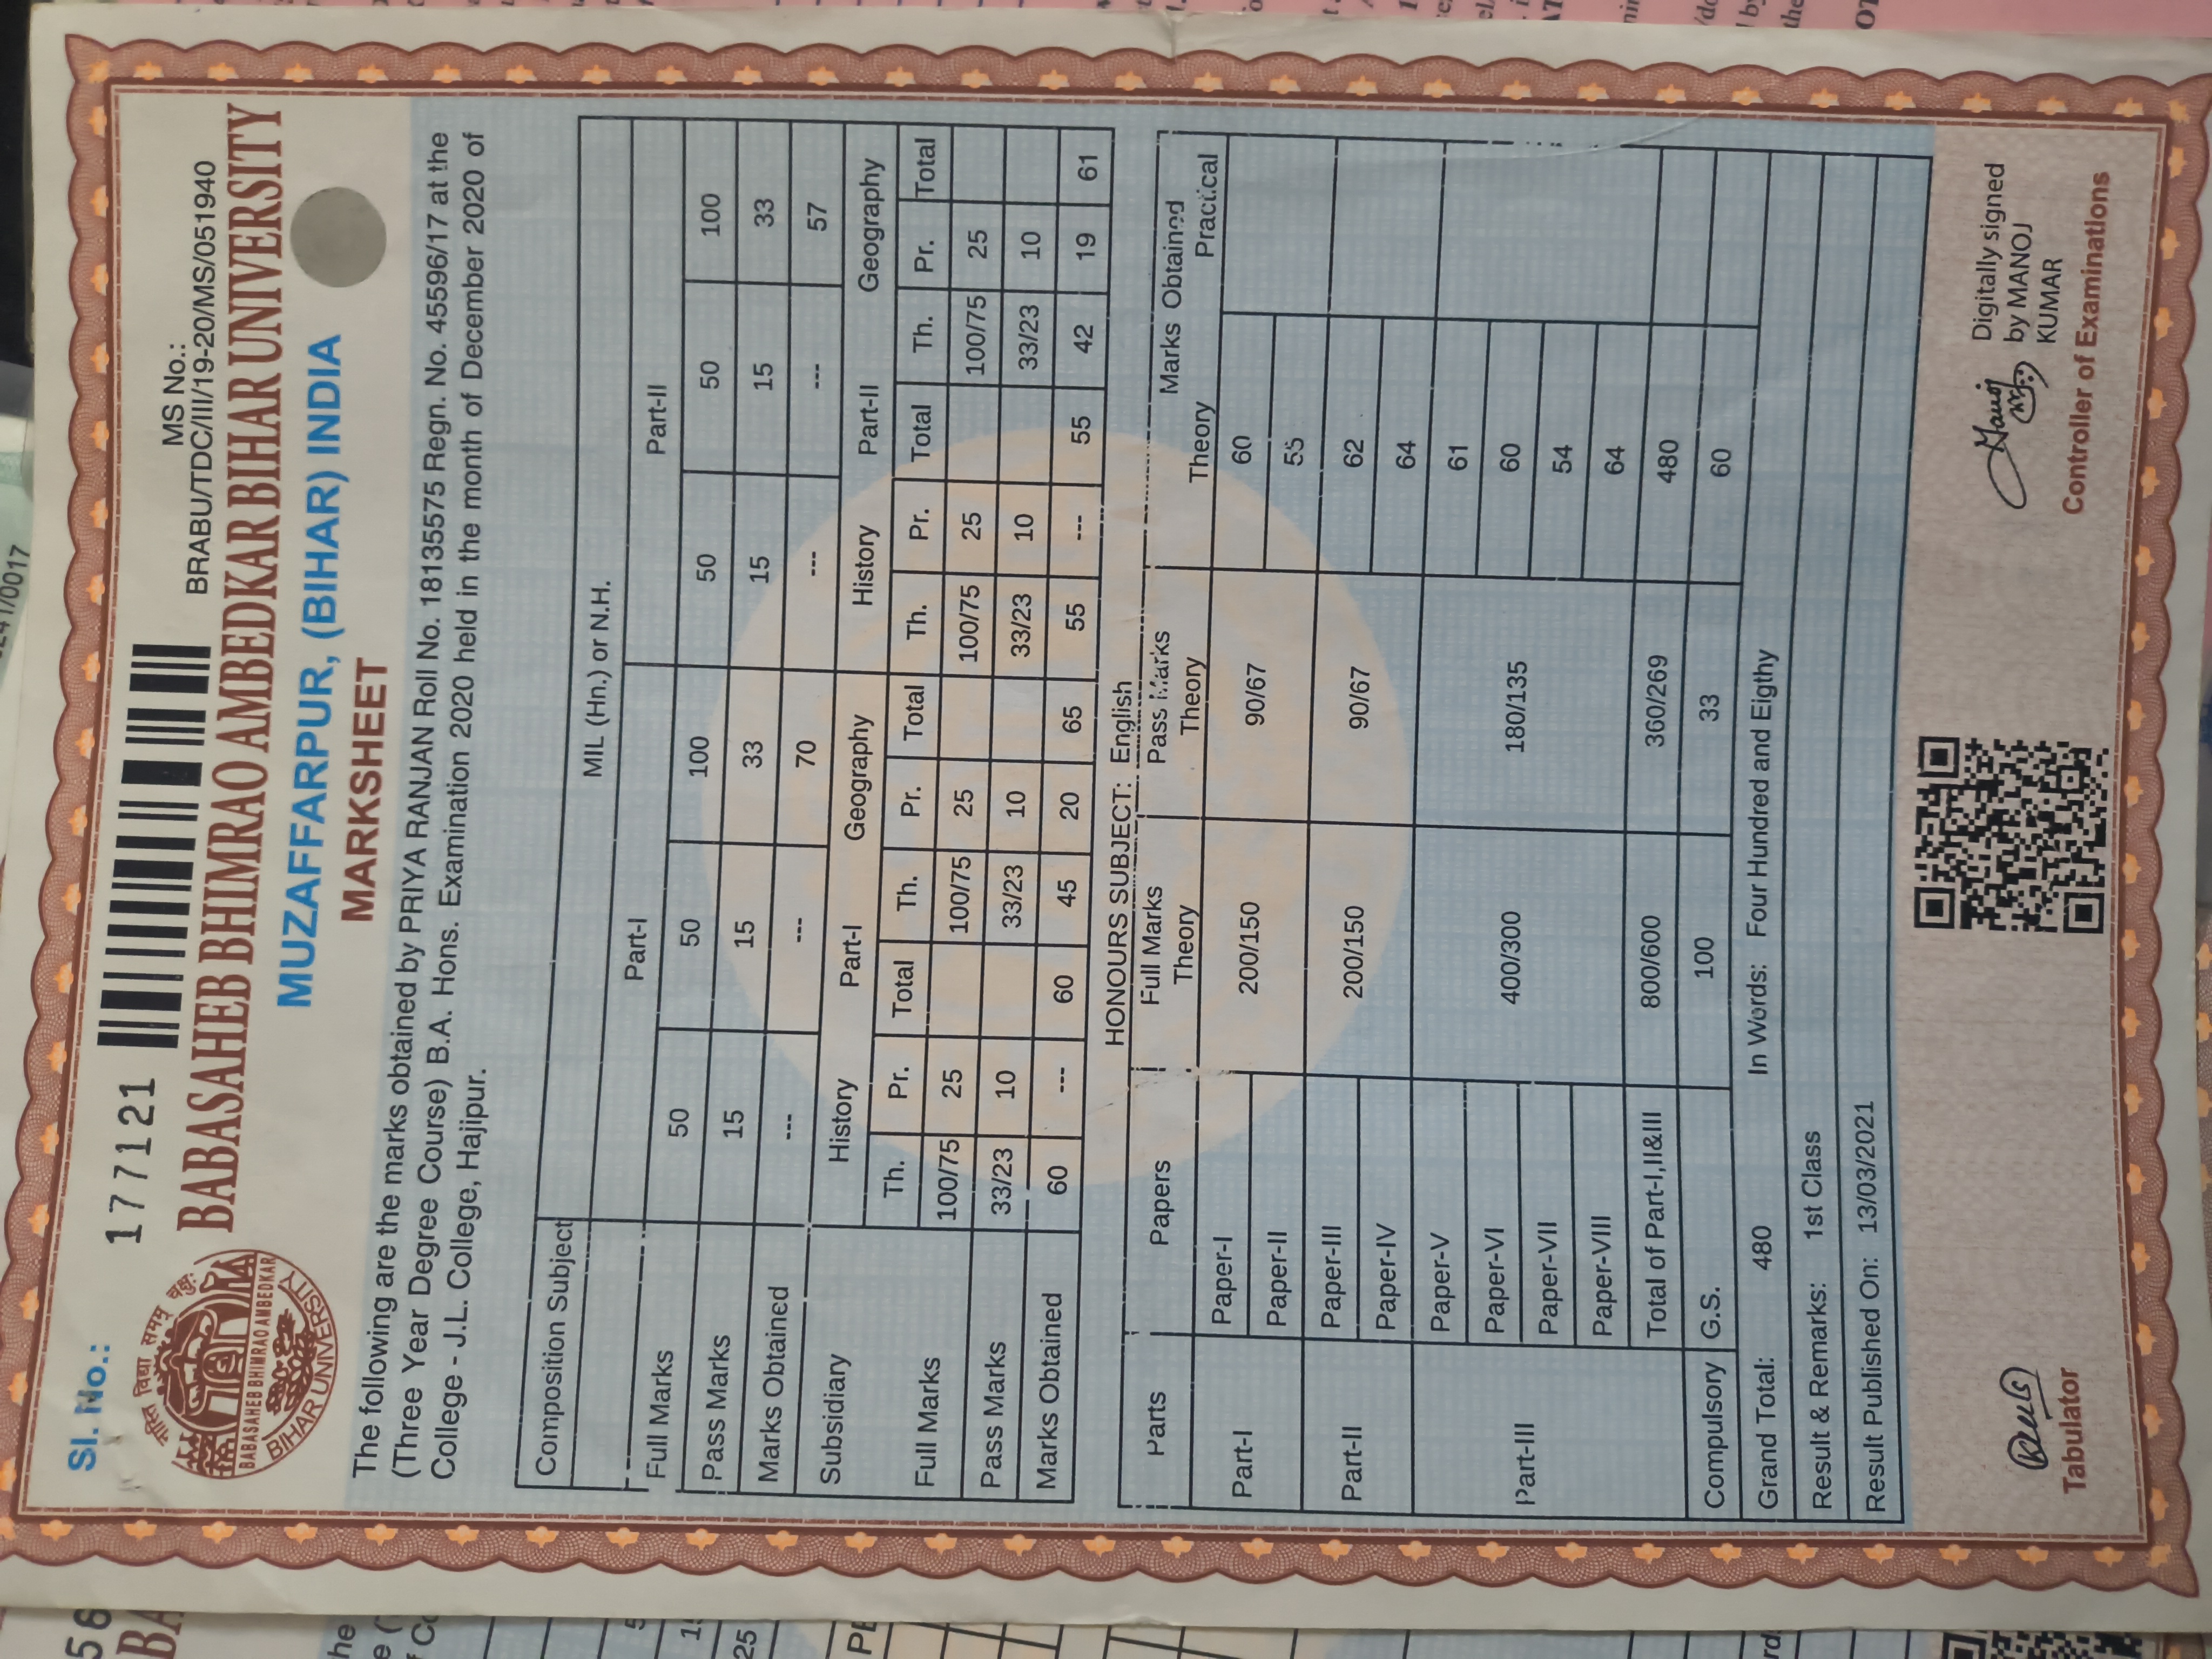 Sl. No.: 177121
MS No.:
BRABU/TDC/III/19-20/MS/051940
BABASAHEB BHIMRAO AMBEDKAR
BIHAR UNIVERSITY
BABASAHEB BHIMRAO AMBEDKAR BIHAR UNIVERSITY
MUZAFFARPUR, (BIHAR) INDIA
MARKSHEET
The following are the marks obtained by PRIYA RANJAN Roll No. 18135575 Regn. No. 45596/17 at the
(Three Year Degree Course) B.A. Hons. Examination 2020 held in the month of December 2020 of
College - J.L. College, Hajipur.
Composition Subject MIL (Hn.) or N.H.
Part-I Part-II
Full Marks 50 50 100 50 50 100
Pass Marks 15 15 33 15 15 33
Marks Obtained --- --- 70 --- --- 57
Subsidiary History Part-I Geography History Part-II Geography
Th. Pr. Total Th. Pr. Total Th. Pr. Total Th. Pr. Total
Full Marks 100/75 25 100/75 25 100/75 25 100/75 25
Pass Marks 33/23 10 33/23 10 33/23 10 33/23 10
Marks Obtained 60 --- 60 45 20 65 55 --- 55 42 19 61
HONOURS SUBJECT: English
Parts Papers Full Marks Pass Marks Marks Obtained
Theory Theory Theory Practical
Part-I Paper-I 200/150 90/67 60
Paper-II 55
Part-II Paper-III 200/150 90/67 62
Paper-IV 64
Part-III Paper-V 400/300 180/135 61
Paper-VI 60
Paper-VII 54
Paper-VIII 64
Total of Part-I,II&III 800/600 360/269 480
Compulsory G.S. 100 33 60
Grand Total: 480 In Words: Four Hundred and Eigthy
Result & Remarks: 1st Class
Result Published On: 13/03/2021
Digitally signed
by MANOJ
KUMAR
Tabulator
Controller of Examinations